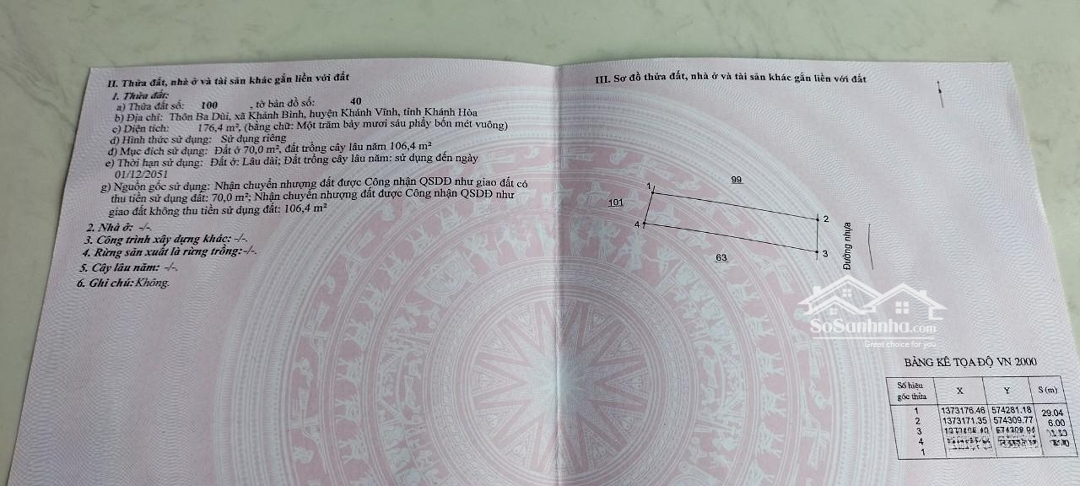 II. Thửa đất, nhà ở và tài sản khác gắn liền với đất
1. Thửa đất:
a) Thửa đất số: 100 , tờ bản đồ số: 40
b) Địa chỉ: Thôn Ba Dùi, xã Khánh Bình, huyện Khánh Vĩnh, tỉnh Khánh Hòa
c) Diện tích: 176,4 m², (bằng chữ: Một trăm bảy mươi sáu phẩy bốn mét vuông)
d) Hình thức sử dụng: Sử dụng riêng
đ) Mục đích sử dụng: Đất ở 70,0 m², đất trồng cây lâu năm 106,4 m²
e) Thời hạn sử dụng: Đất ở: Lâu dài; Đất trồng cây lâu năm: sử dụng đến ngày
01/12/2051
g) Nguồn gốc sử dụng: Nhận chuyển nhượng đất được Công nhận QSDĐ như giao đất có
thu tiền sử dụng đất: 70,0 m²; Nhận chuyển nhượng đất được Công nhận QSDĐ như
giao đất không thu tiền sử dụng đất: 106,4 m²
2. Nhà ở: -/-.
3. Công trình xây dựng khác: -/-.
4. Rừng sản xuất là rừng trồng: -/-.
5. Cây lâu năm: -/-.
6. Ghi chú: Không.
III. Sơ đồ thửa đất, nhà ở và tài sản khác gắn liền với đất
99
1
101
2
4
3
63
Đường nhựa
SoSanhnha.com
Great choice for you
BẢNG KÊ TỌA ĐỘ VN 2000
Số hiệu góc thửa X Y S (m)
1 1373176.46 574281.18 29.04
2 1373171.35 574309.77 6.00
3
4
1